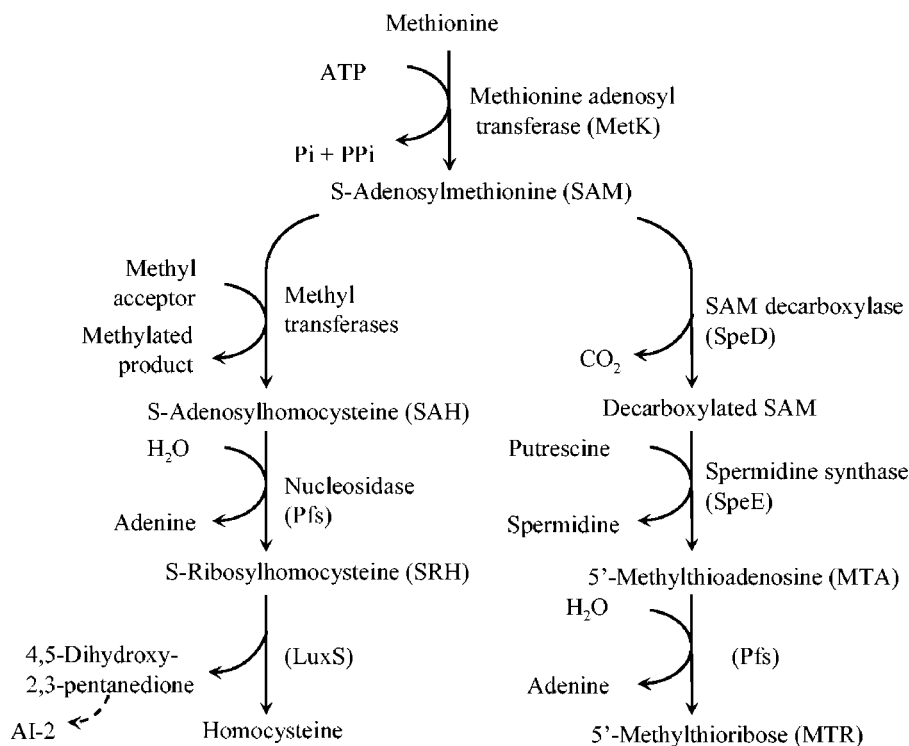 Methionine
ATP
Methionine adenosyl
transferase (MetK)
Pi + PPi
S-Adenosylmethionine (SAM)
Methyl
acceptor
Methyl
transferases
Methylated
product
SAM decarboxylase
(SpeD)
CO₂
S-Adenosylhomocysteine (SAH)
Decarboxylated SAM
H₂O
Nucleosidase
(Pfs)
Adenine
Putrescine
Spermidine synthase
(SpeE)
Spermidine
S-Ribosylhomocysteine (SRH)
5’-Methylthioadenosine (MTA)
4,5-Dihydroxy-
2,3-pentanedione
(LuxS)
AI-2
Homocysteine
H₂O
(Pfs)
Adenine
5’-Methylthioribose (MTR)